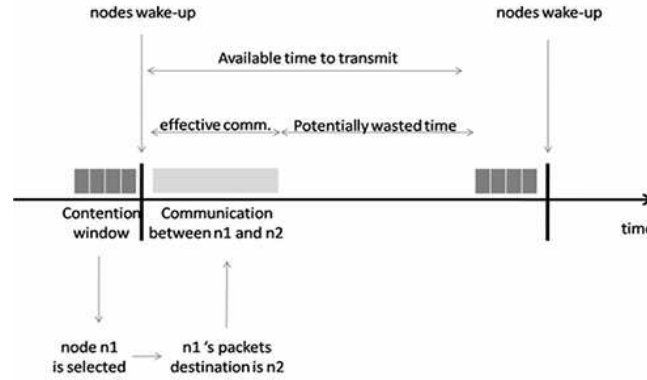 nodes wake-up
nodes wake-up
Available time to transmit
effective comm.
Potentially wasted time
Contention
window
Communication
between n1 and n2
time
node n1
is selected
n1 's packets
destination is n2